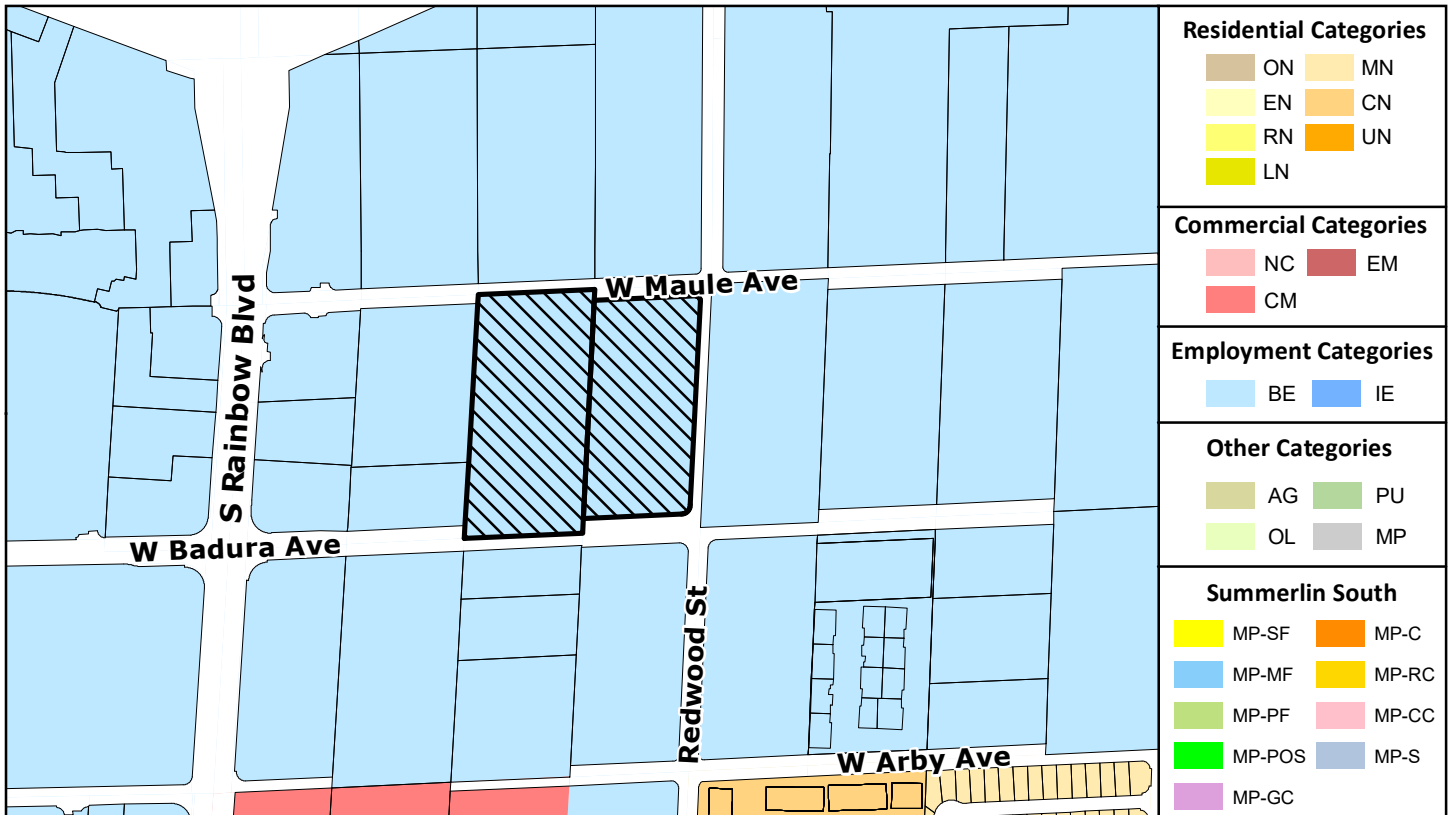 W Maule Ave
S Rainbow Blvd
W Badura Ave
Redwood St
W Arby Ave
Residential Categories
ON MN
EN CN
RN UN
LN
Commercial Categories
NC EM
CM
Employment Categories
BE IE
Other Categories
AG PU
OL MP
Summerlin South
MP-SF MP-C
MP-MF MP-RC
MP-PF MP-CC
MP-POS MP-S
MP-GC